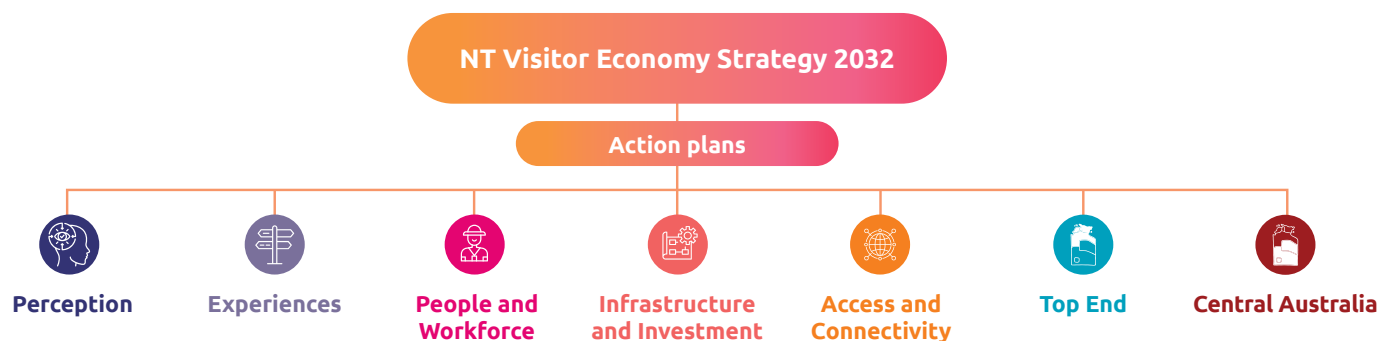 NT Visitor Economy Strategy 2032
Action plans
Perception
Experiences
People and
Workforce
Infrastructure
and Investment
Access and
Connectivity
Top End
Central Australia